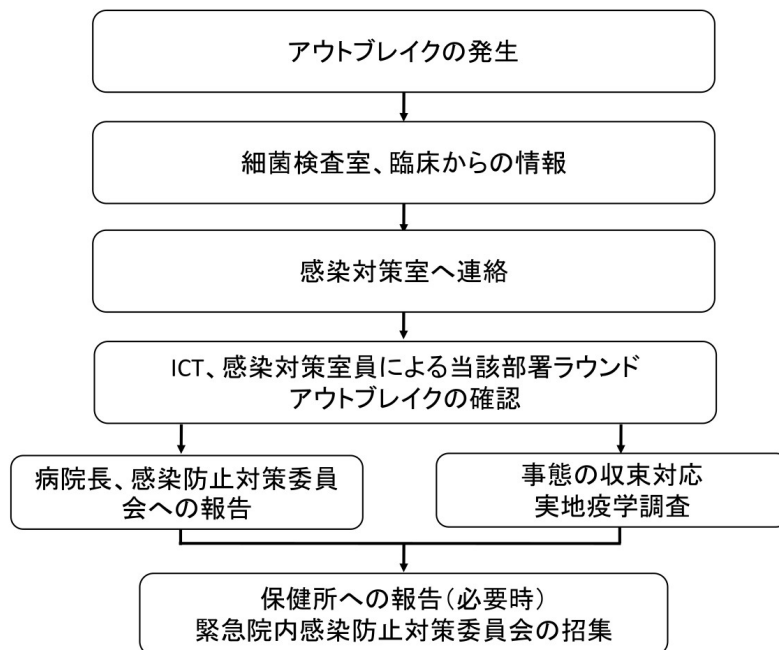 アウトブレイクの発生
細菌検査室、臨床からの情報
感染対策室へ連絡
ICT、感染対策室員による当該部署ラウンド
アウトブレイクの確認
病院長、感染防止対策委員
会への報告
事態の収束対応
実地疫学調査
保健所への報告(必要時)
緊急院内感染防止対策委員会の招集